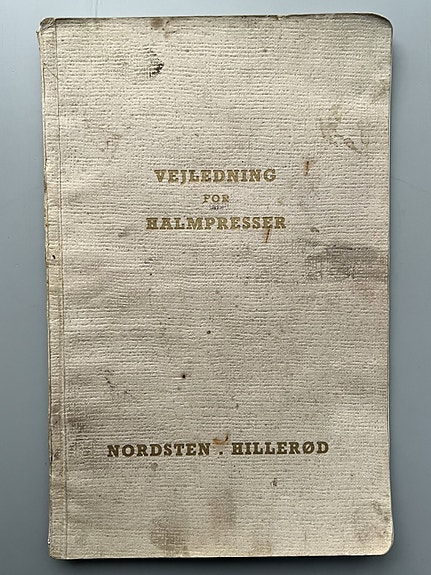 VEJLEDNING
FOR
HALMPRESSER
NORDSTEN . HILLERØD